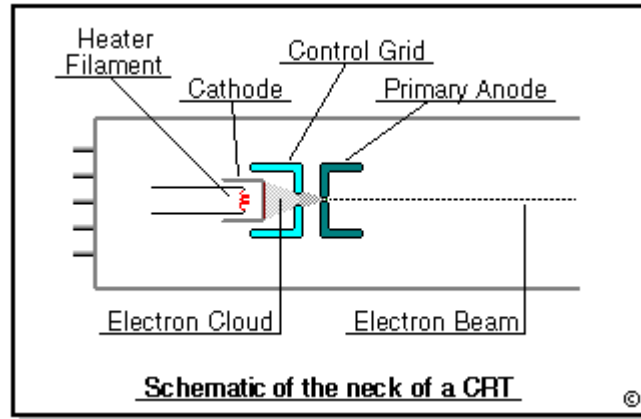 Heater
Filament
Control Grid
Cathode
Primary Anode
Electron Cloud
Electron Beam
Schematic of the neck of a CRT
©